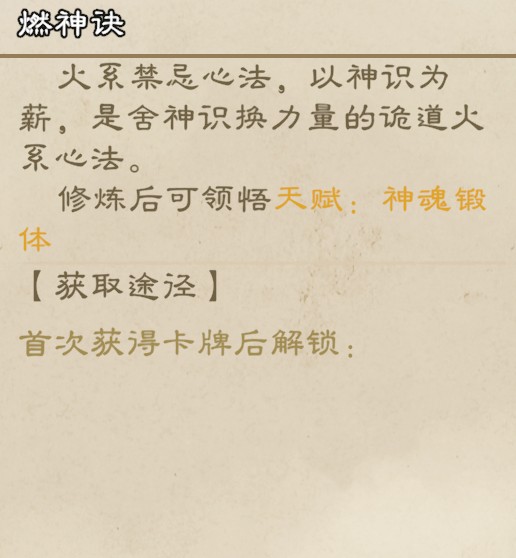 燃神诀
火系禁忌心法，以神识为
薪，是舍神识换力量的诡道火
系心法。
修炼后可领悟天赋：神魂锻
体
【获取途径】
首次获得卡牌后解锁：